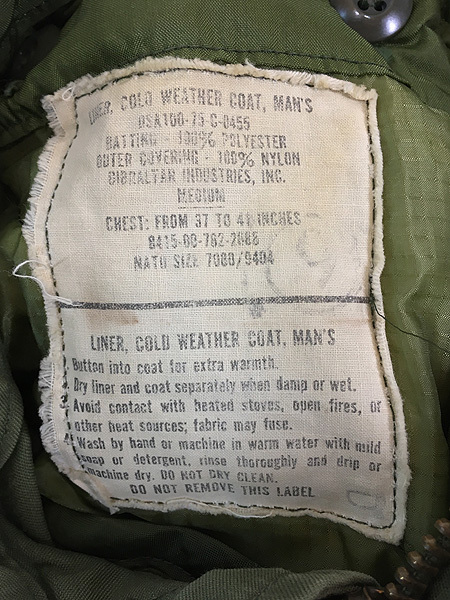 LINER, COLD WEATHER COAT, MAN'S
DSA100-75-C-0455
BATTING - 100% POLYESTER
OUTER COVERING - 100% NYLON
GIBRALTAR INDUSTRIES, INC.
MEDIUM
CHEST: FROM 37 TO 41 INCHES
8415-00-782-2888
NATO SIZE 7080/9404
LINER, COLD WEATHER COAT, MAN'S
Button into coat for extra warmth.
Dry liner and coat separately when damp or wet.
Avoid contact with heated stoves, open fires, or
other heat sources; fabric may fuse.
Wash by hand or machine in warm water with mild
soap or detergent, rinse thoroughly and drip or
machine dry. DO NOT DRY CLEAN.
DO NOT REMOVE THIS LABEL